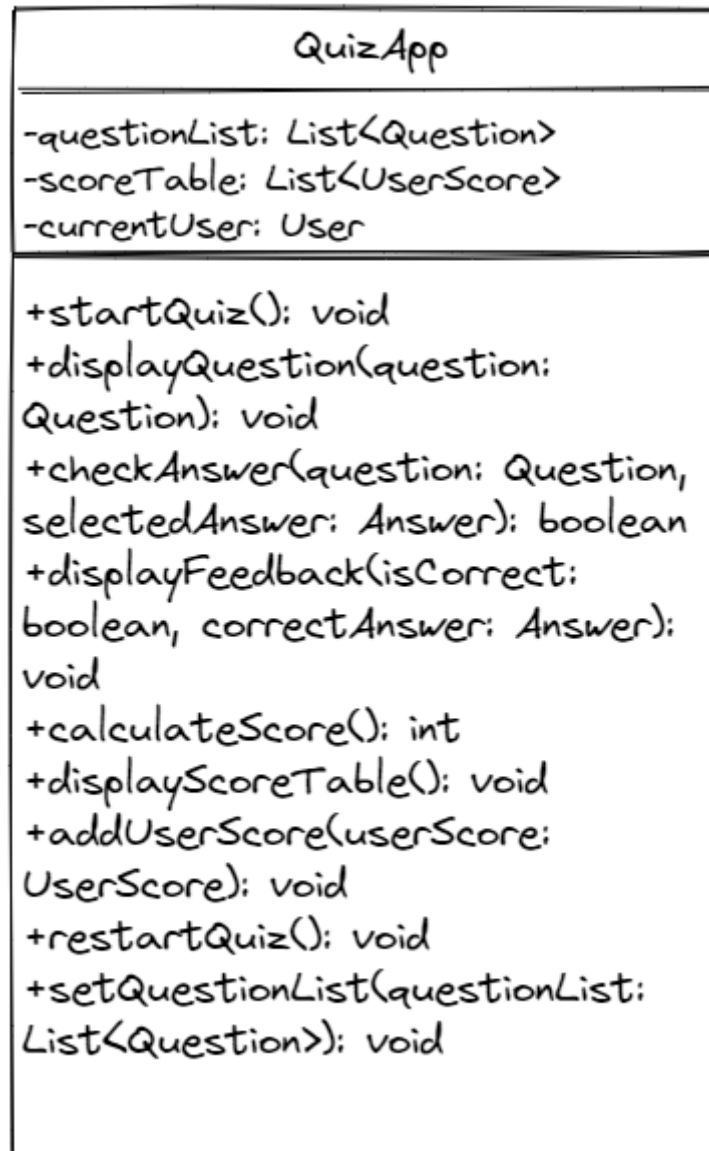 QuizApp
-questionList: List<Question>
-scoreTable: List<UserScore>
-currentUser: User
+startQuiz(): void
+displayQuestion(question:
Question): void
+checkAnswer(question: Question,
selectedAnswer: Answer): boolean
+displayFeedback(isCorrect:
boolean, correctAnswer: Answer):
void
+calculateScore(): int
+displayScoreTable(): void
+addUserScore(userScore:
UserScore): void
+restartQuiz(): void
+setQuestionList(questionList:
List<Question>): void